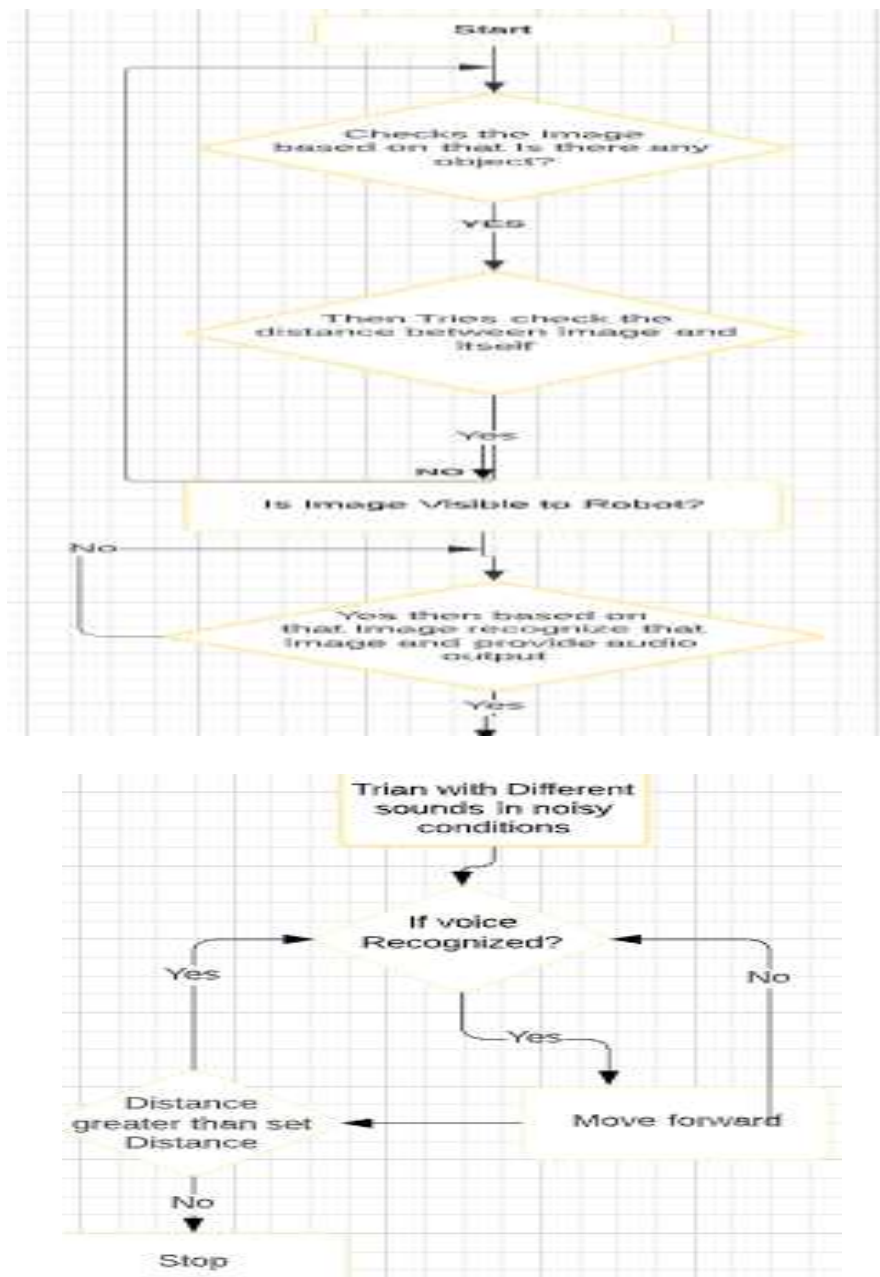 Start
Checks the Image
based on that Is there any
object?
YES
Then Tries check the
distance between Image and
itself
Yes
NO
Is Image Visible to Robot?
No
Yes then based on
that Image recognize that
Image and provide audio
output
Yes
Trian with Different
sounds in noisy
conditions
If voice
Recognized?
Yes
No
Yes
Distance
greater than set
Distance
Move forward
No
Stop